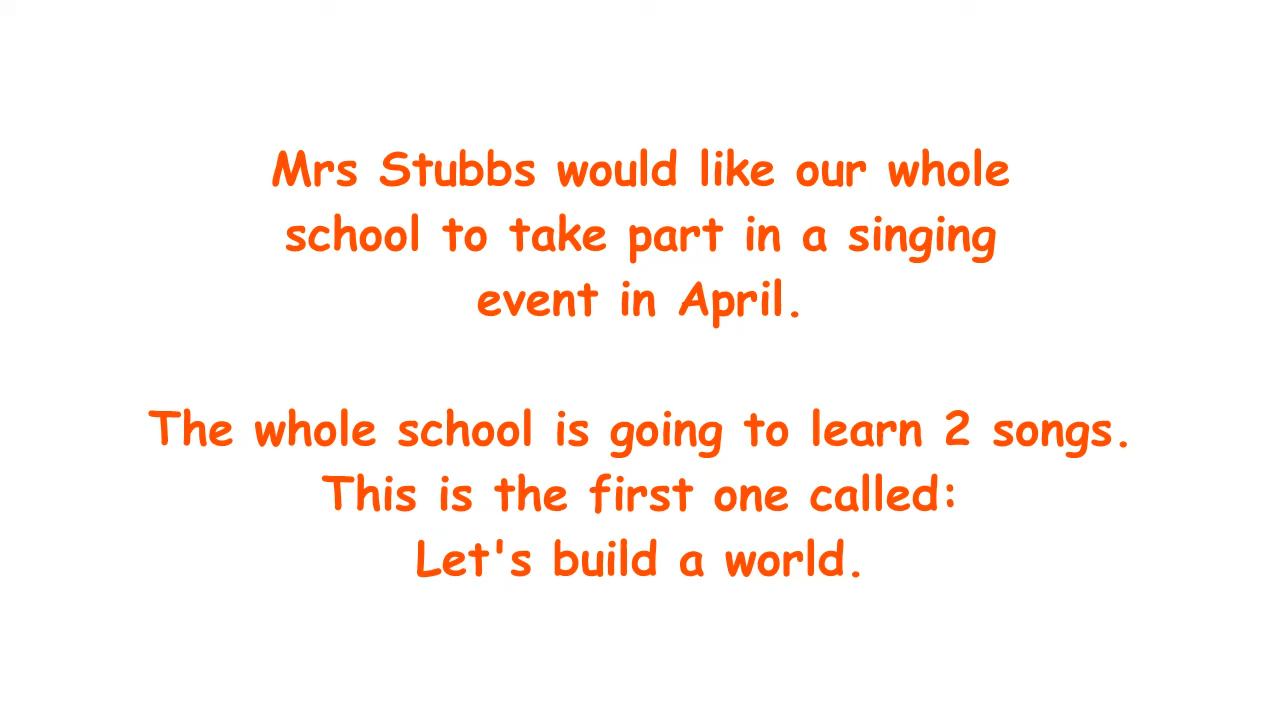 Mrs Stubbs would like our whole
school to take part in a singing
event in April.
The whole school is going to learn 2 songs.
This is the first one called:
Let's build a world.